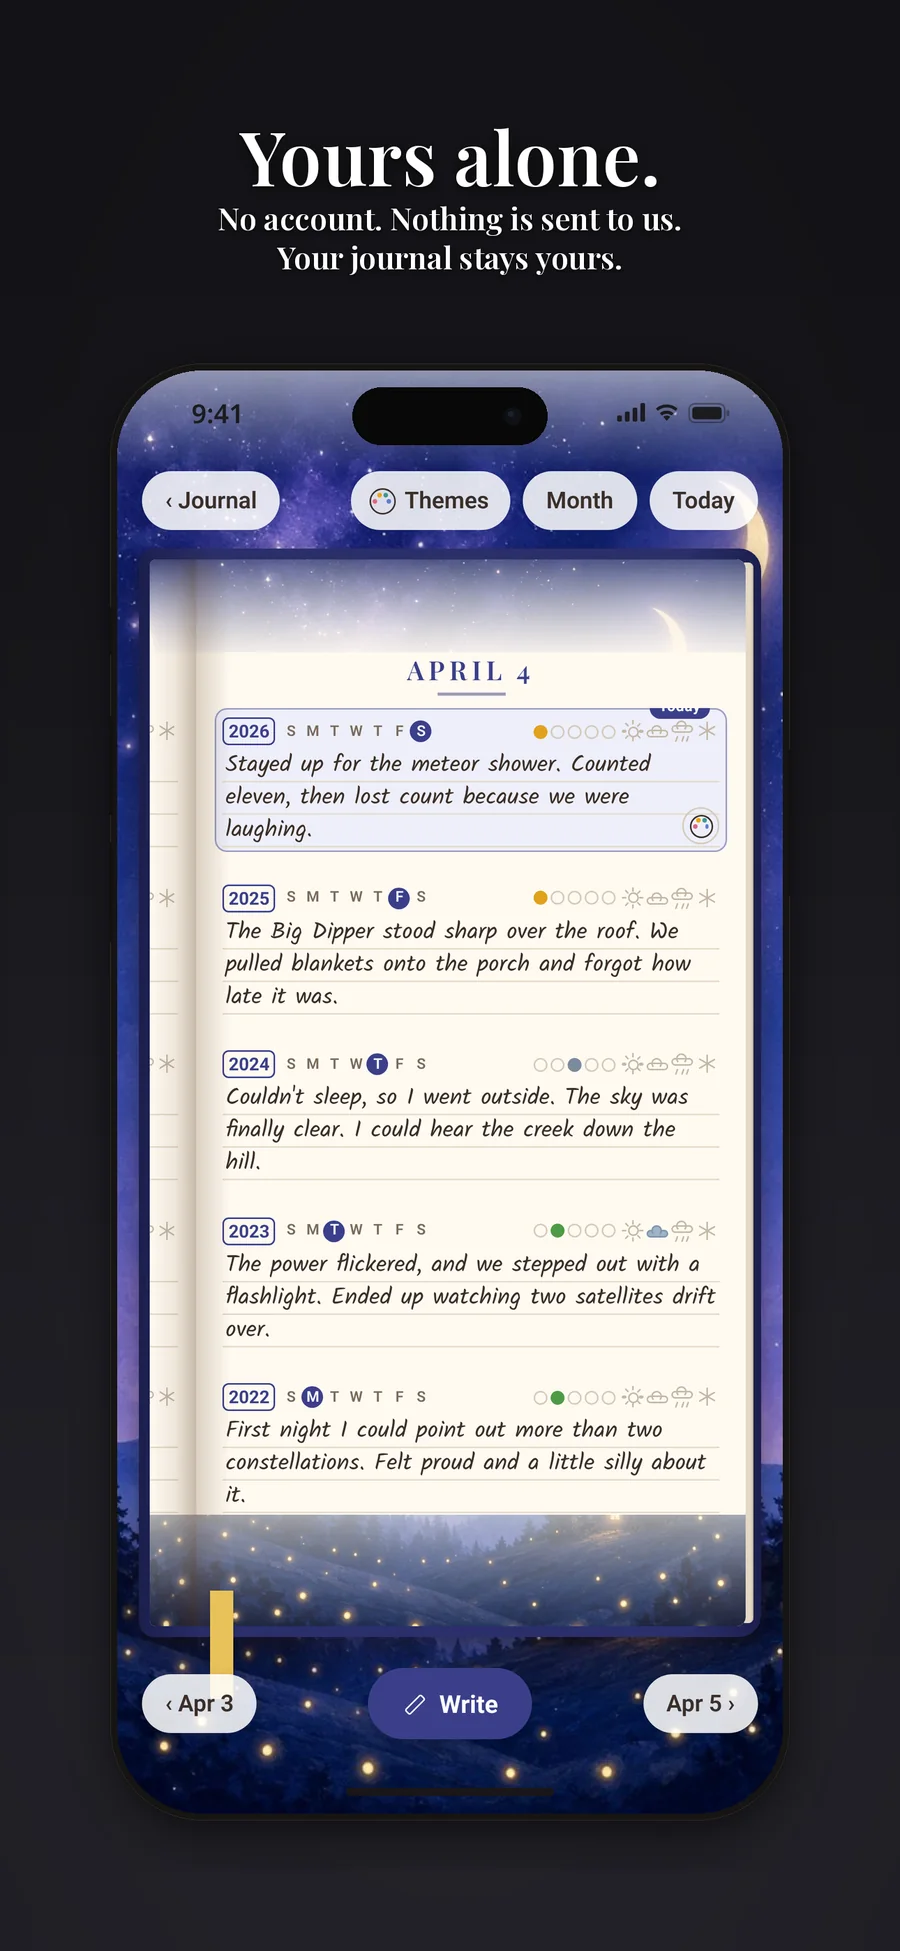 Yours alone.
No account. Nothing is sent to us.
Your journal stays yours.
9:41
‹ Journal
Themes
Month
Today
APRIL 4
Today
2026 S M T W T F S
Stayed up for the meteor shower. Counted
eleven, then lost count because we were
laughing.
2025 S M T W T F S
The Big Dipper stood sharp over the roof. We
pulled blankets onto the porch and forgot how
late it was.
2024 S M T W T F S
Couldn't sleep, so I went outside. The sky was
finally clear. I could hear the creek down the
hill.
2023 S M T W T F S
The power flickered, and we stepped out with a
flashlight. Ended up watching two satellites drift
over.
2022 S M T W T F S
First night I could point out more than two
constellations. Felt proud and a little silly about
it.
‹ Apr 3
Write
Apr 5 ›